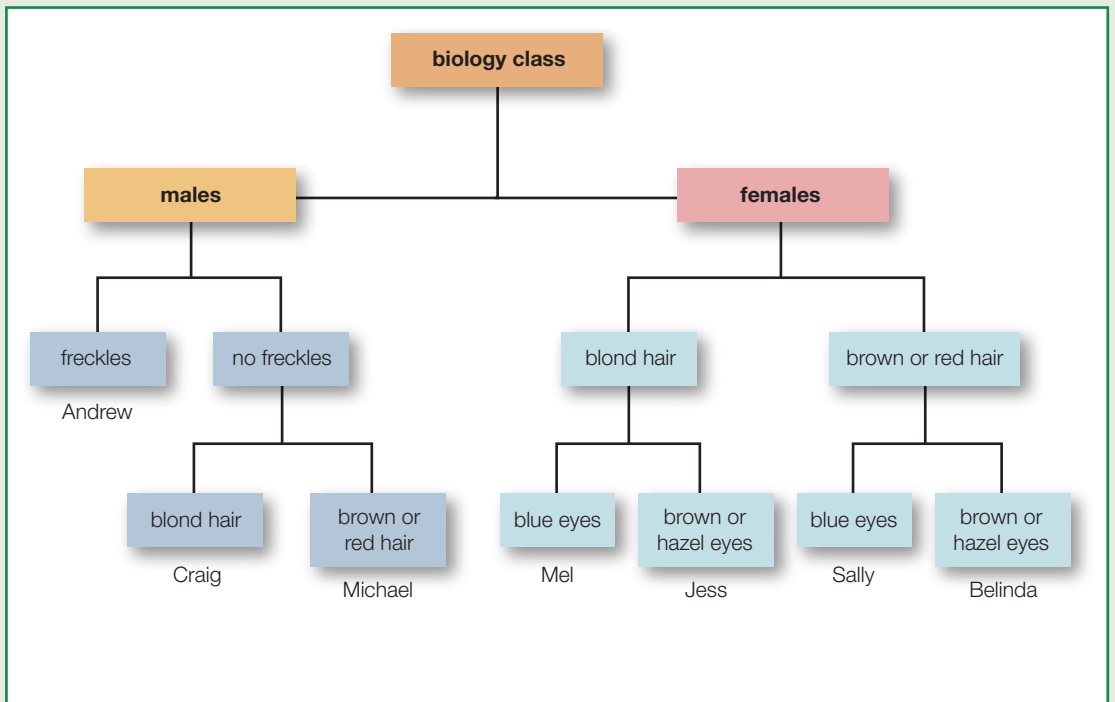 biology class
males
females
freckles
no freckles
blond hair
brown or red hair
Andrew
blond hair
brown or
red hair
blue eyes
brown or
hazel eyes
blue eyes
brown or
hazel eyes
Craig
Michael
Mel
Jess
Sally
Belinda